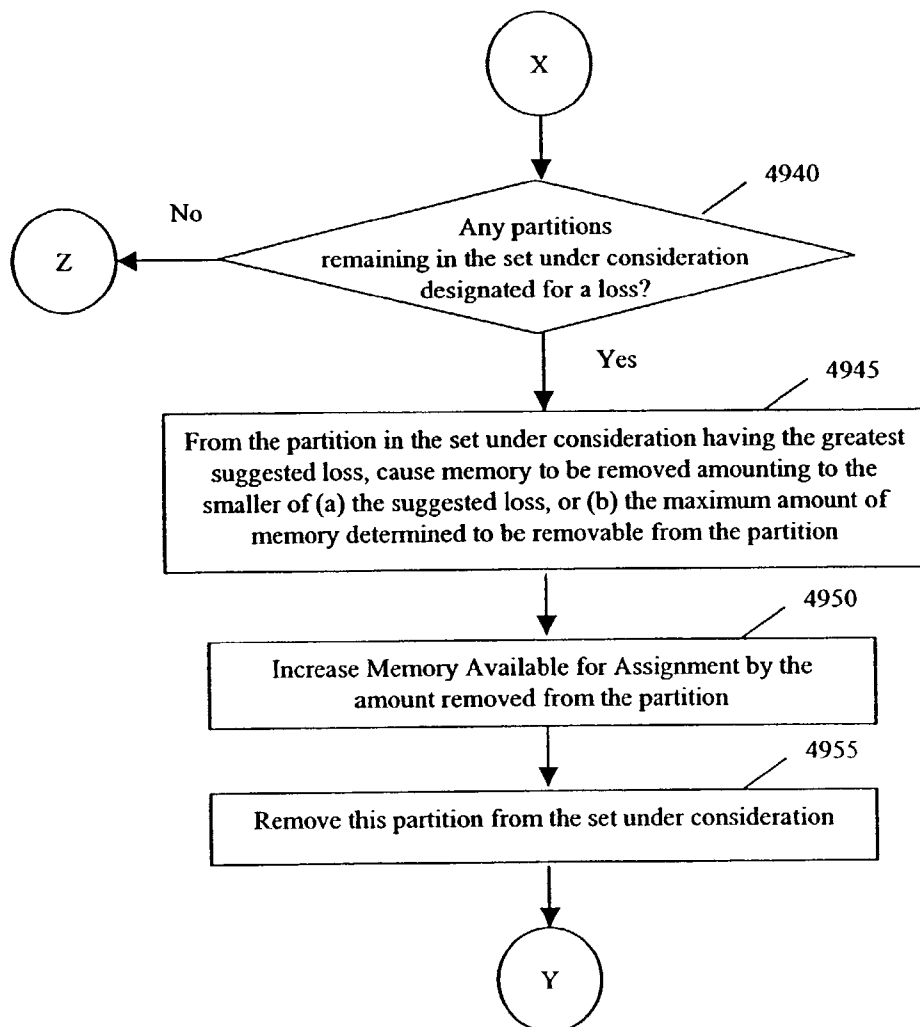 X
4940
No
Any partitions
remaining in the set under consideration
designated for a loss?
Z
Yes
4945
From the partition in the set under consideration having the greatest
suggested loss, cause memory to be removed amounting to the
smaller of (a) the suggested loss, or (b) the maximum amount of
memory determined to be removable from the partition
4950
Increase Memory Available for Assignment by the
amount removed from the partition
4955
Remove this partition from the set under consideration
Y